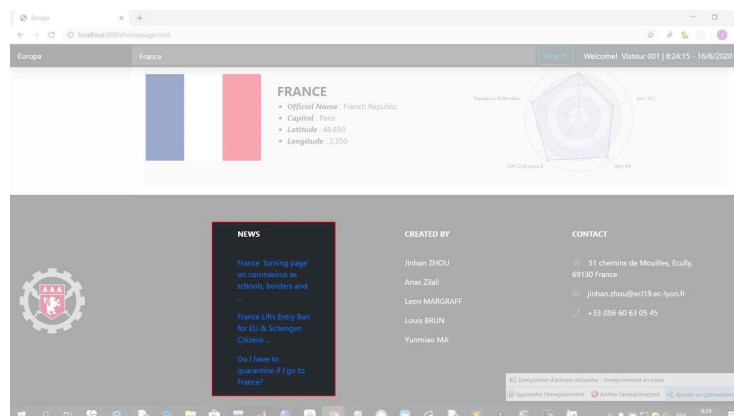 Europa
localhost:8080/homepage.html
Europa
France
Search
Welcome! Visteur 001 | 8:24:15 - 16/6/2020
FRANCE
• Officiel Name : French Republic
• Capital : Paris
• Latitude : 48.850
• Longitude : 2.350
NEWS
France 'turning page'
on coronavirus as
schools, borders and
...
France Lifts Entry Ban
for EU & Schengen
Citizens ...
Do I have to
quarantine if I go to
France?
CREATED BY
Jinhan ZHOU
Anas Zilali
Leon MARGRAFF
Louis BRUN
Yunmiao MA
CONTACT
51 chemins de Mouilles, Ecully,
69130 France
jinhan.zhou@ecl19.ec-lyon.fr
+33 (0)6 60 63 05 45
Enregistreur d'actions utilisateur - Enregistrement en cours
Suspendre l'enregistrement
Arrêter l'enregistrement
Ajouter un commentaire
8:24